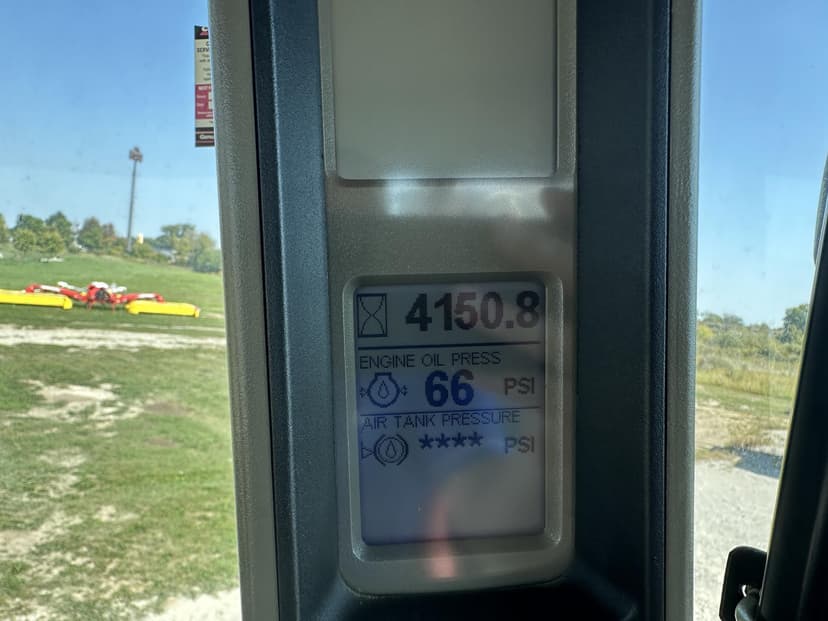 4150.8
ENGINE OIL PRESS
66 PSI
AIR TANK PRESSURE
**** PSI